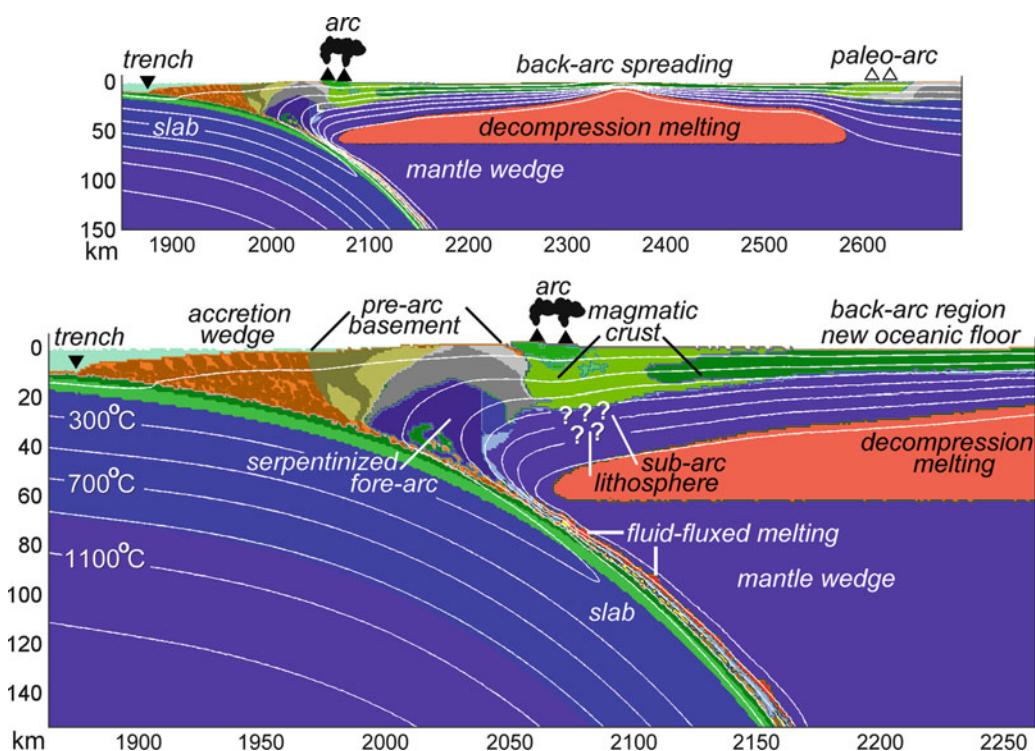 arc
trench
back-arc spreading
paleo-arc
0
slab
decompression melting
50
mantle wedge
100
150
km
1900 2000 2100 2200 2300 2400 2500 2600
arc
accretion
wedge
pre-arc
basement
magmatic
crust
back-arc region
new oceanic floor
trench
0
20
300°C
? ? ?
? ?
40
serpentinized
fore-arc
sub-arc
lithosphere
decompression
melting
700°C
60
fluid-fluxed melting
80
1100°C
mantle wedge
100
slab
120
140
km
1900 1950 2000 2050 2100 2150 2200 2250